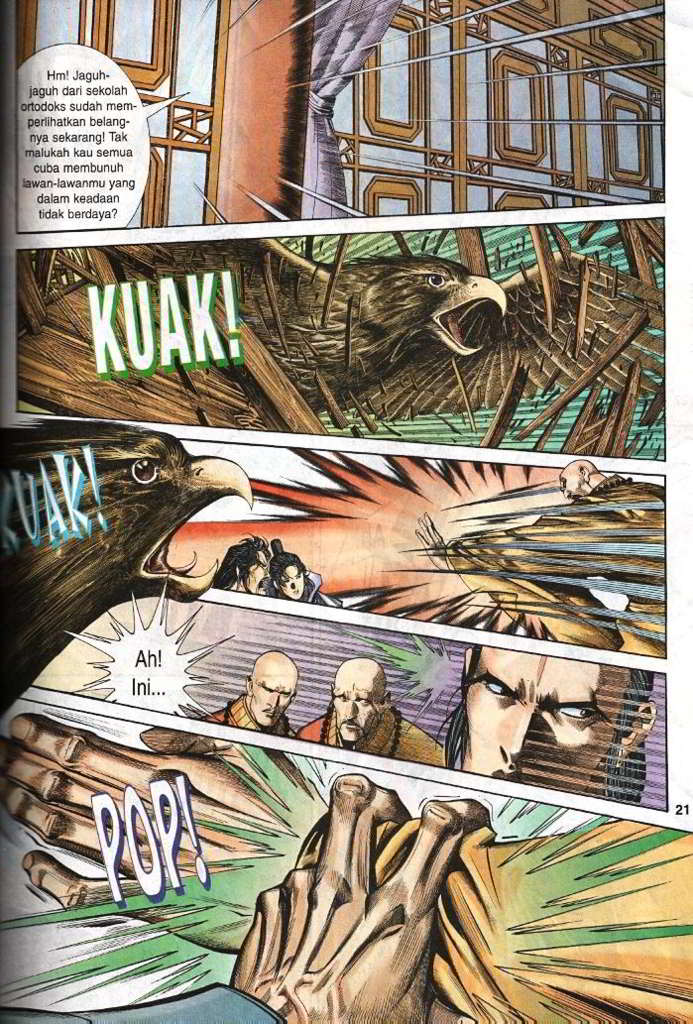 Hm! Jaguh-
jaguh dari sekolah
ortodoks sudah mem-
perlihatkan belang-
nya sekarang! Tak
malukah kau semua
cuba membunuh
lawan-lawanmu yang
dalam keadaan
tidak berdaya?
KUAK!
KUAK!
Ah!
Ini...
POP!
21